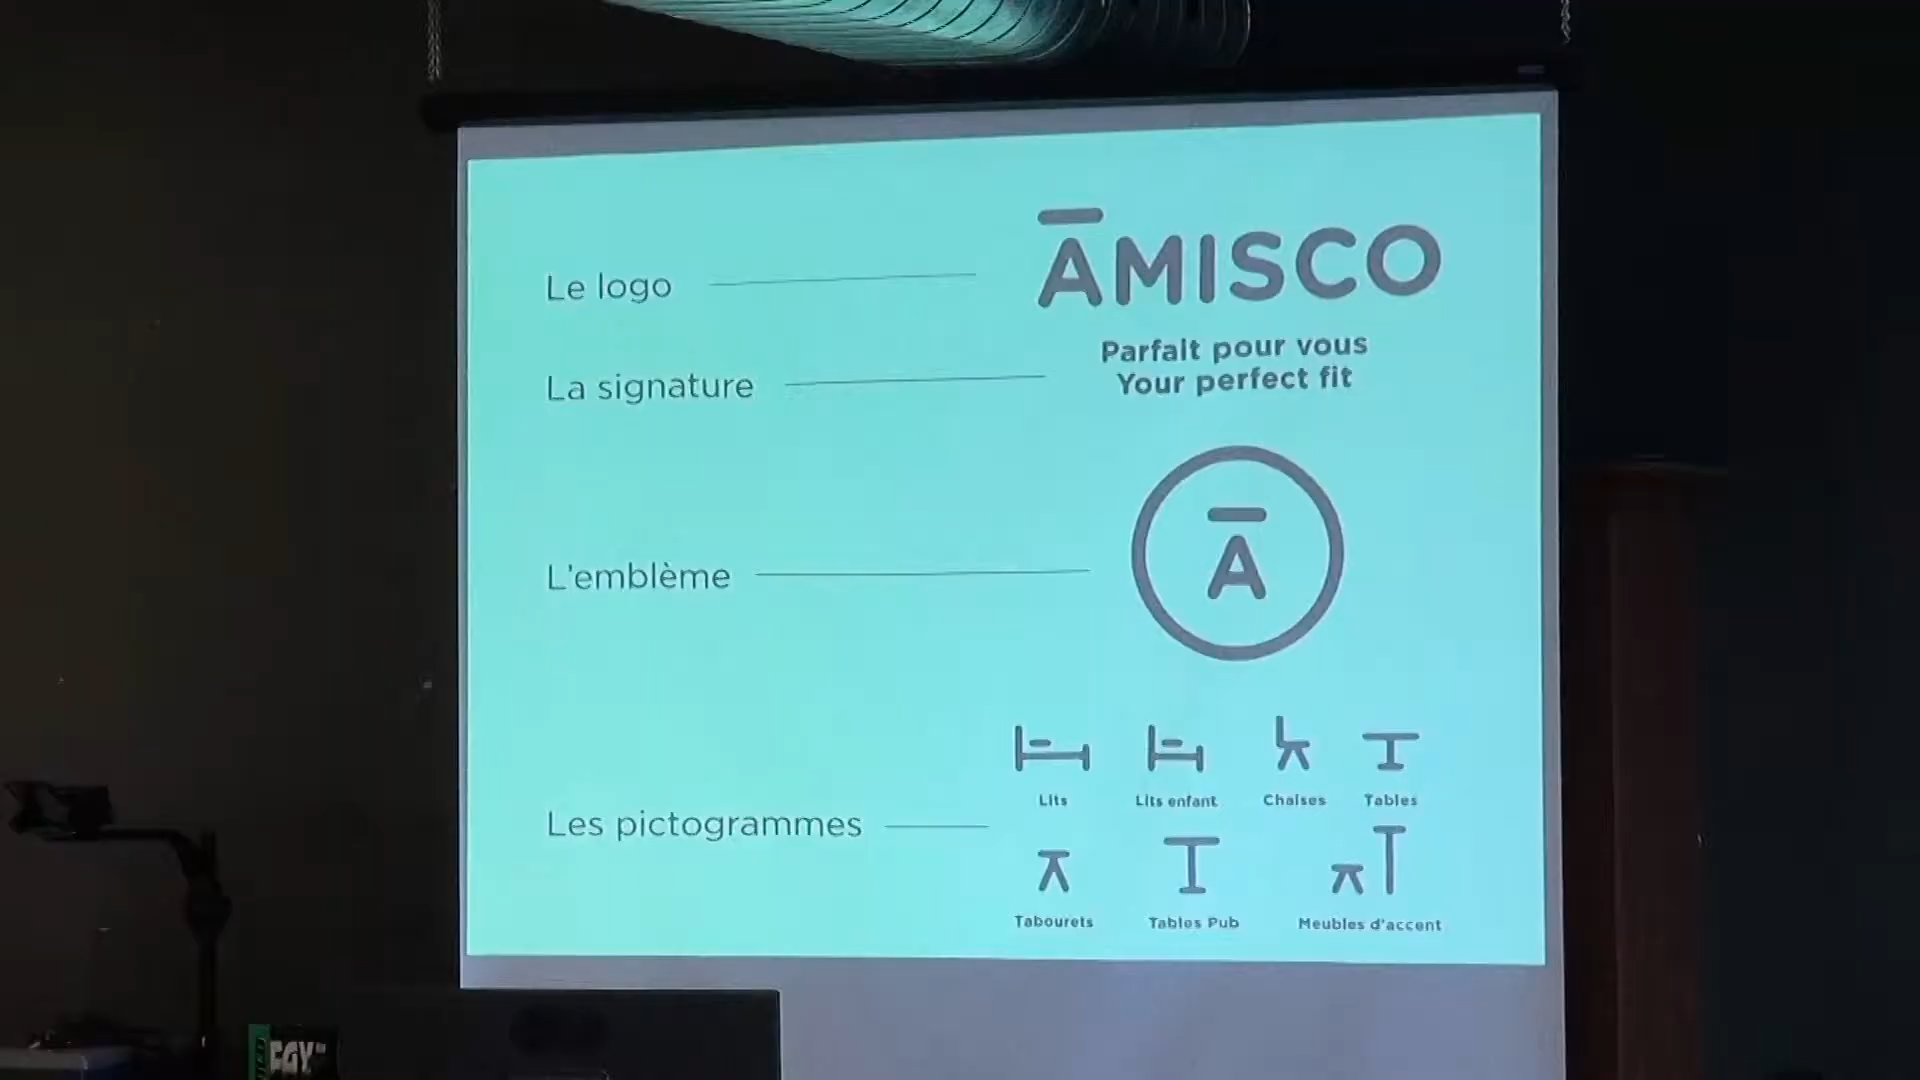 Le logo
ĀMISCO
La signature
Parfait pour vous
Your perfect fit
L'emblème
Ā
Les pictogrammes
Lits
Lits enfant
Chaises
Tables
Tabourets
Tables Pub
Meubles d'accent